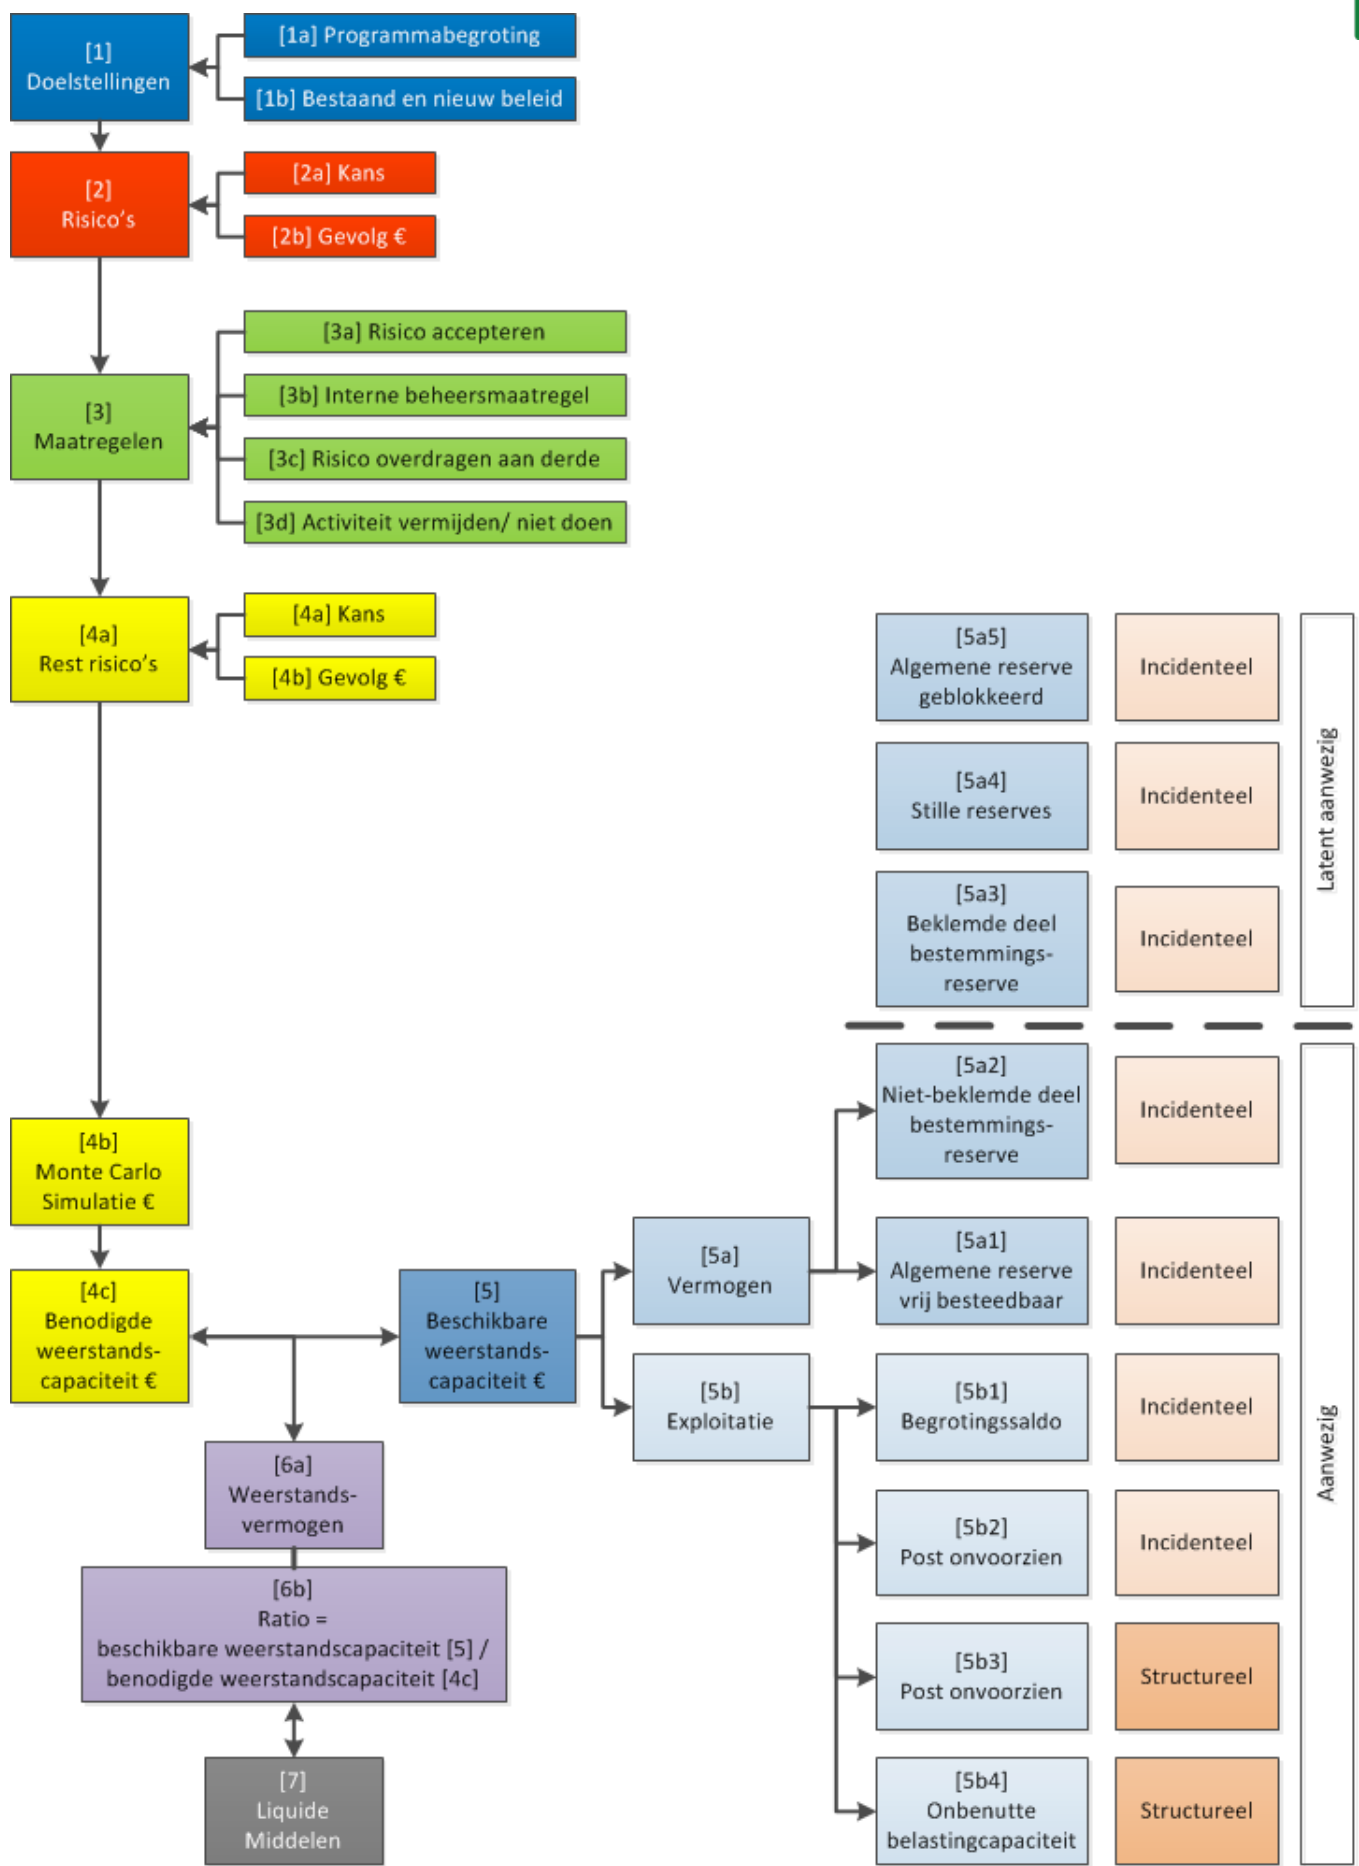 [1]
Doelstellingen
[1a] Programmabegroting
[1b] Bestaand en nieuw beleid
[2]
Risico's
[2a] Kans
[2b] Gevolg €
[3]
Maatregelen
[3a] Risico accepteren
[3b] Interne beheersmaatregel
[3c] Risico overdragen aan derde
[3d] Activiteit vermijden/ niet doen
[4a]
Rest risico's
[4a] Kans
[4b] Gevolg €
[4b]
Monte Carlo
Simulatie €
[4c]
Benodigde
weerstands-
capaciteit €
[5]
Beschikbare
weerstands-
capaciteit €
[6a]
Weerstands-
vermogen
[6b]
Ratio =
beschikbare weerstandscapaciteit [5] /
benodigde weerstandscapaciteit [4c]
[7]
Liquide
Middelen
[5a]
Vermogen
[5b]
Exploitatie
[5a5]
Algemene reserve
geblokkeerd
Incidenteel
[5a4]
Stille reserves
Incidenteel
[5a3]
Beklemde deel
bestemmings-
reserve
Incidenteel
Latent aanwezig
[5a2]
Niet-beklemde deel
bestemmings-
reserve
Incidenteel
[5a1]
Algemene reserve
vrij besteedbaar
Incidenteel
[5b1]
Begrotingssaldo
Incidenteel
[5b2]
Post onvoorzien
Incidenteel
[5b3]
Post onvoorzien
Structureel
[5b4]
Onbenutte
belastingcapaciteit
Structureel
Aanwezig